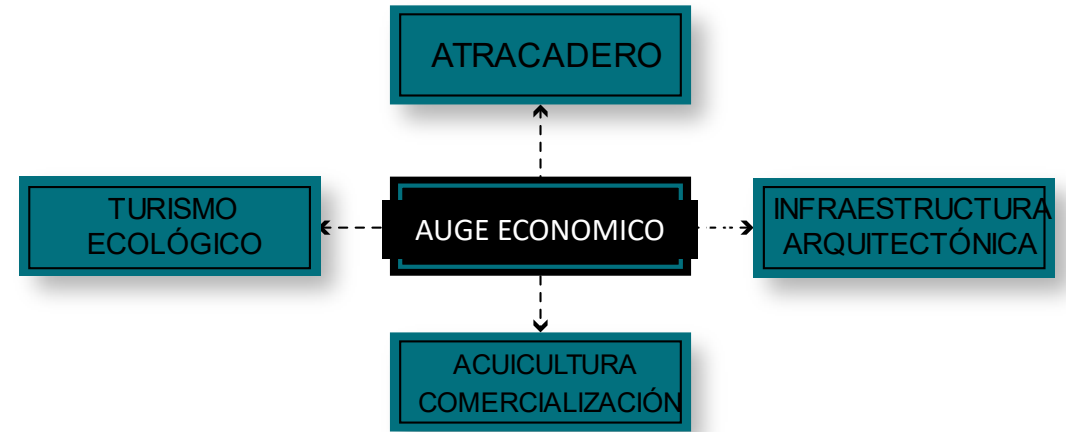 ATRACADERO
TURISMO
ECOLÓGICO
AUGE ECONOMICO
INFRAESTRUCTURA
ARQUITECTÓNICA
ACUICULTURA
COMERCIALIZACIÓN